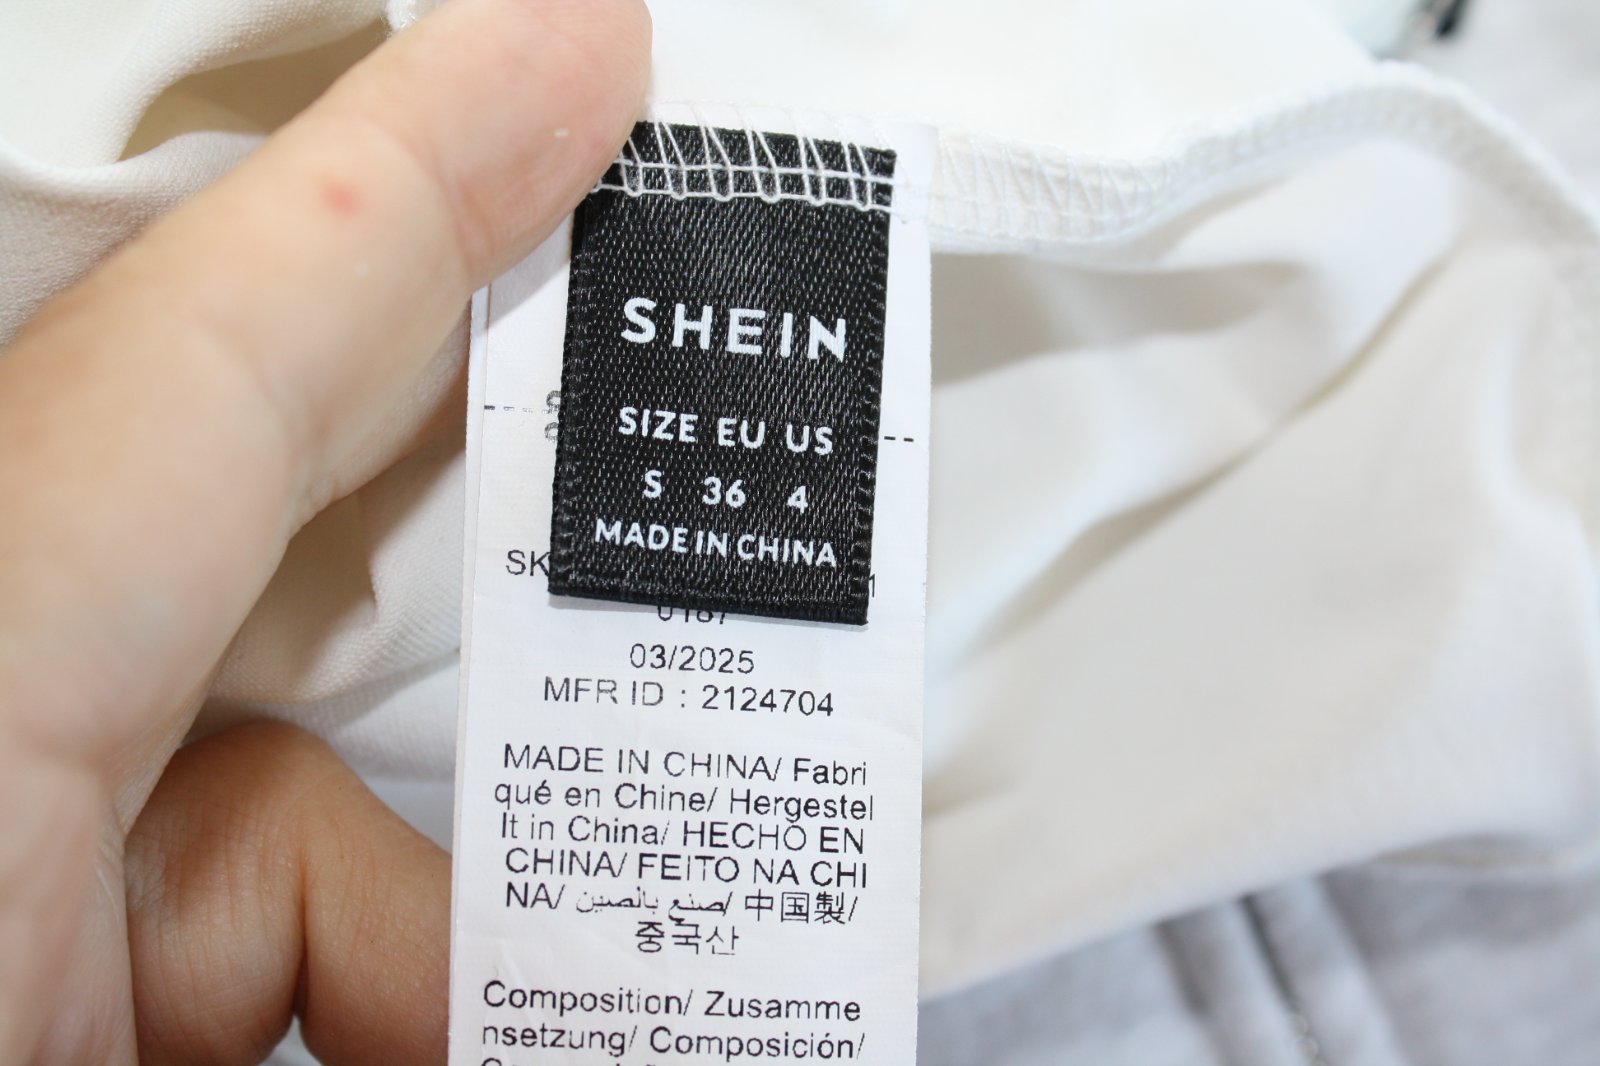 SHEIN
SIZE EU US
S 36 4
MADE IN CHINA
03/2025
MFR ID : 2124704
MADE IN CHINA/ Fabri
qué en Chine/ Hergestel
lt in China/ HECHO EN
CHINA/ FEITO NA CHI
NA/ صنع بالصين/ 中国製/
중국산
Composition/ Zusamme
nsetzung/ Composición/